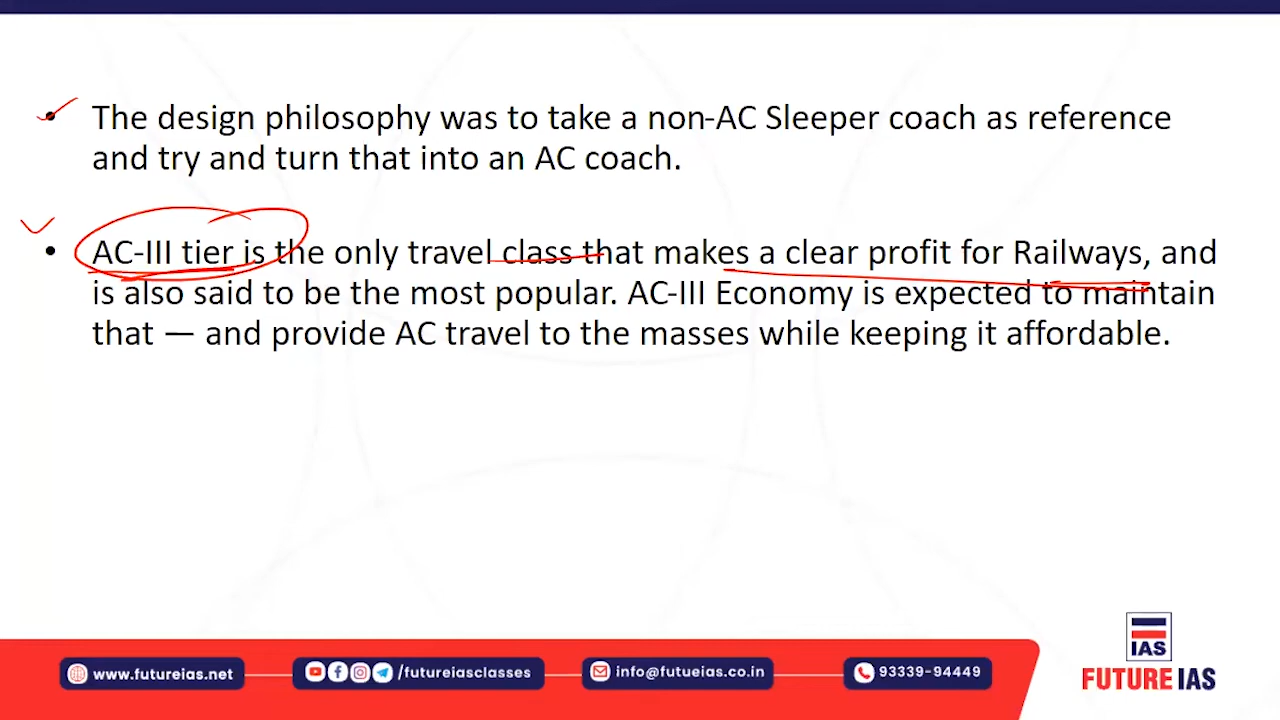 • The design philosophy was to take a non-AC Sleeper coach as reference
and try and turn that into an AC coach.
• AC-III tier is the only travel class that makes a clear profit for Railways, and
is also said to be the most popular. AC-III Economy is expected to maintain
that — and provide AC travel to the masses while keeping it affordable.
IAS
www.futureias.net
/futureiasclasses
info@futueias.co.in
93339-94449
FUTURE IAS